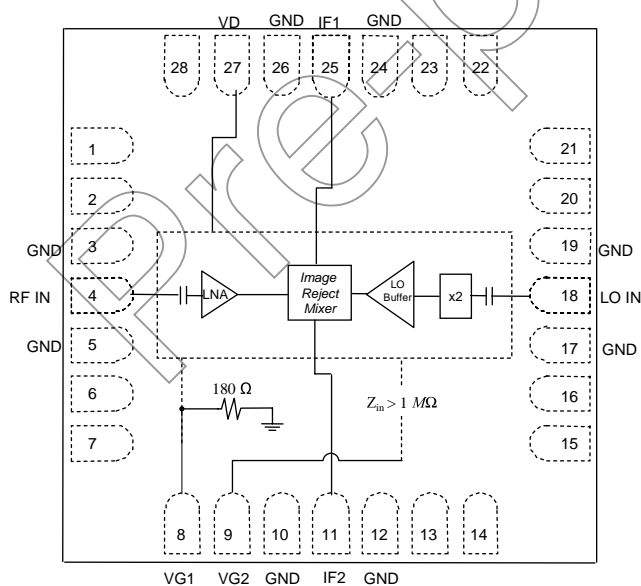 VD GND IF1 GND
28 27 26 25 24 23 22
1 21
2 20
GND 3 19 GND
RF IN 4 LNA Image Reject Mixer LO Buffer x2 18 LO IN
GND 5 17 GND
180 Ω
6 Zin > 1 MΩ 16
7 15
8 9 10 11 12 13 14
VG1 VG2 GND IF2 GND
Pre-p